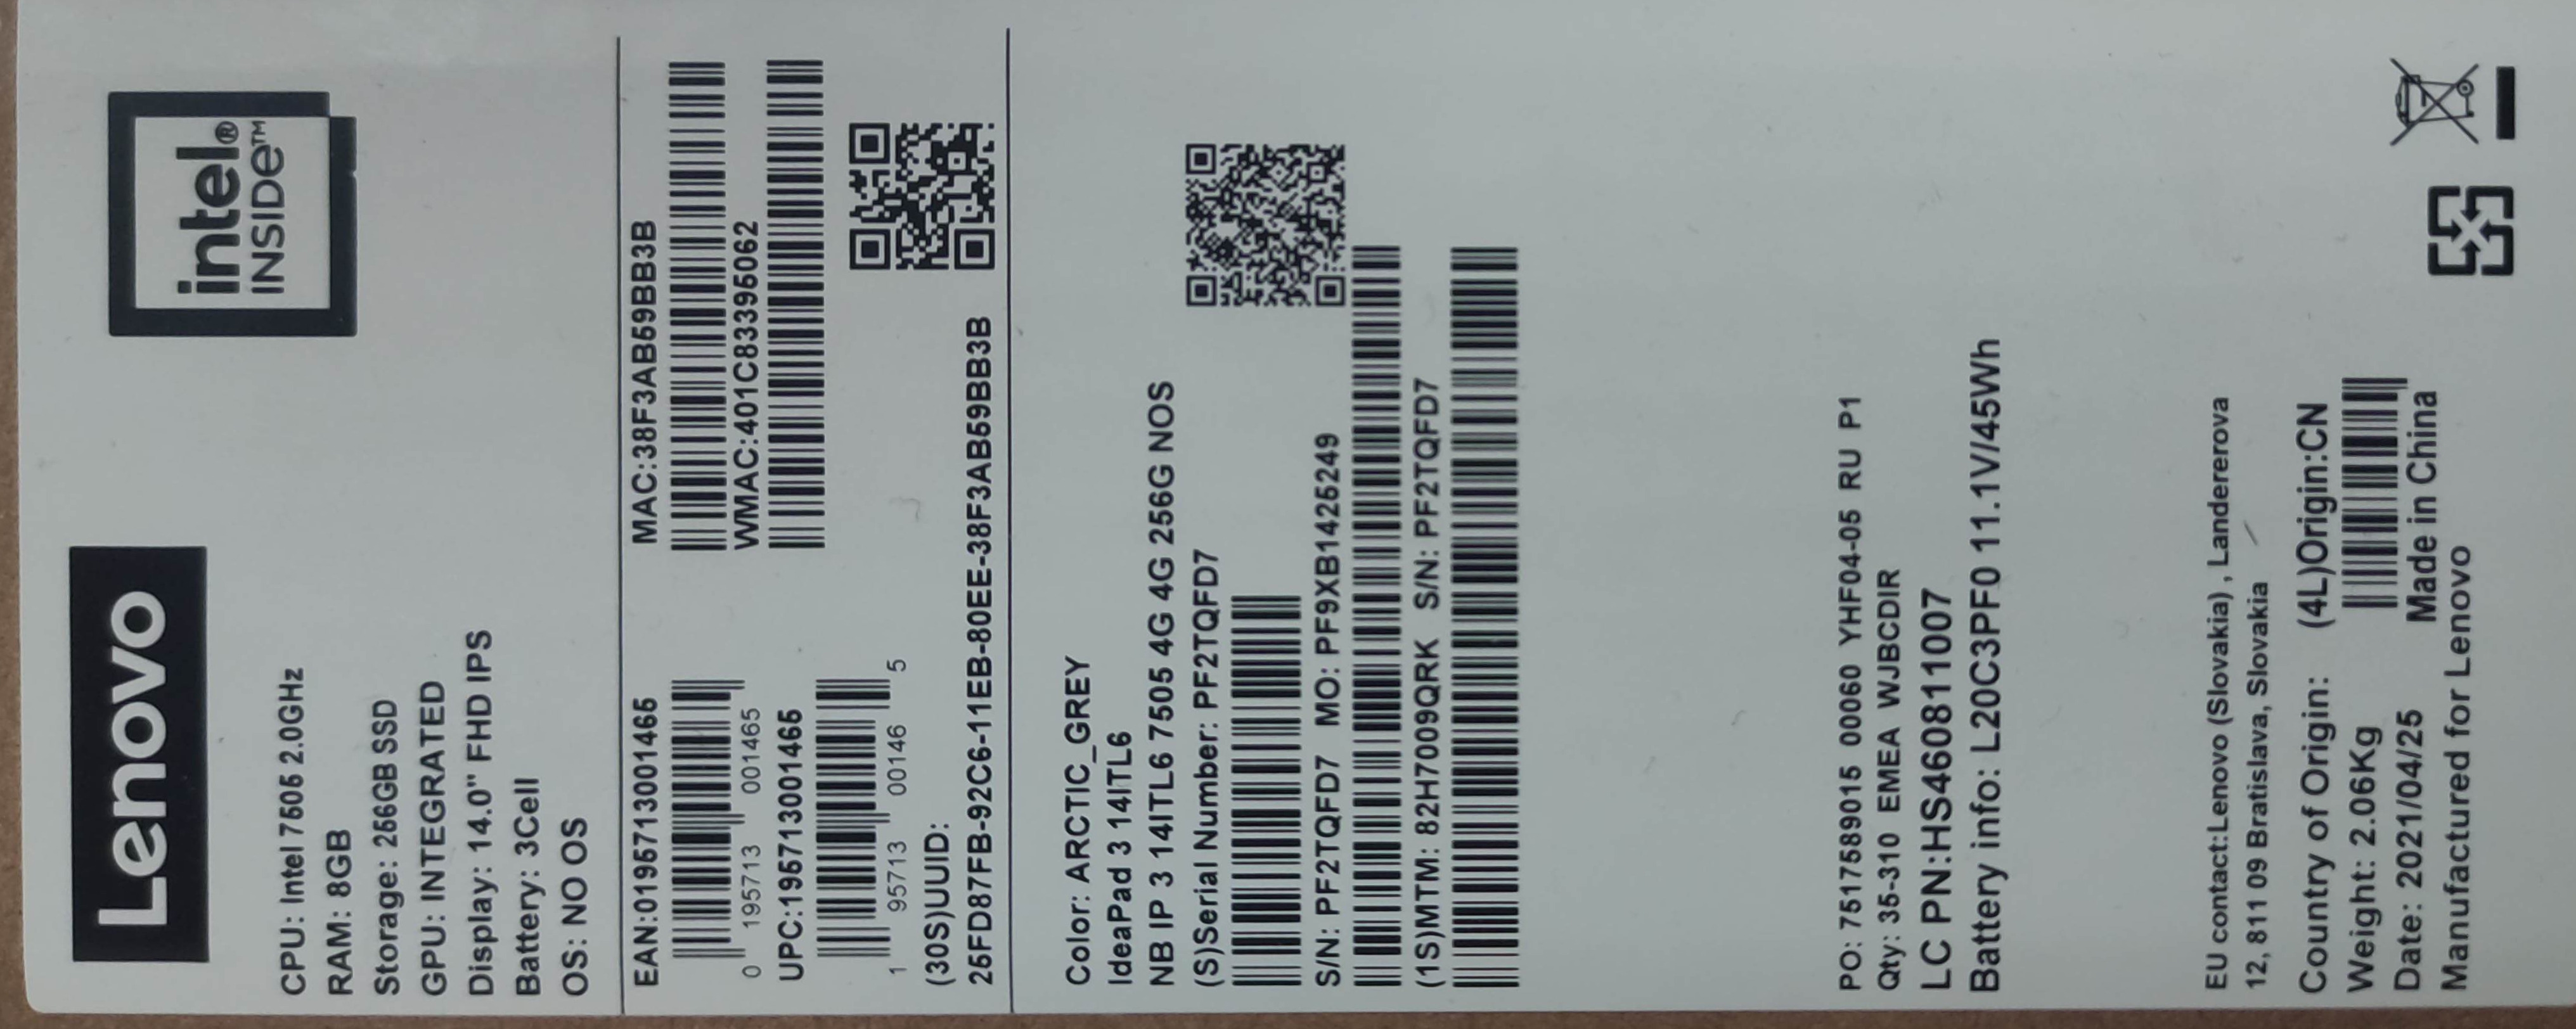 Lenovo
intel®
INSIDE™
CPU: Intel 7505 2.0GHz
RAM: 8GB
Storage: 256GB SSD
GPU: INTEGRATED
Display: 14.0" FHD IPS
Battery: 3Cell
OS: NO OS
EAN:0195713001465
0 195713 001465
MAC:38F3AB59BB3B
WMAC:401C83395062
UPC:195713001465
1 95713 00146 5
(30S)UUID:
25FD87FB-92C6-11EB-80EE-38F3AB59BB3B
Color: ARCTIC_GREY
IdeaPad 3 14ITL6
NB IP 3 14ITL6 7505 4G 4G 256G NOS
(S)Serial Number: PF2TQFD7
S/N: PF2TQFD7 MO: PF9XB1425249
(1S)MTM: 82H7009QRK S/N: PF2TQFD7
PO: 7517589015 00060 YHF04-05 RU P1
Qty: 35-310 EMEA WJBCDIR
LC PN:HS460811007
Battery info: L20C3PF0 11.1V/45Wh
EU contact:Lenovo (Slovakia) , Landererova
12, 811 09 Bratislava, Slovakia
Country of Origin: (4L)Origin:CN
Weight: 2.06Kg
Date: 2021/04/25
Made in China
Manufactured for Lenovo